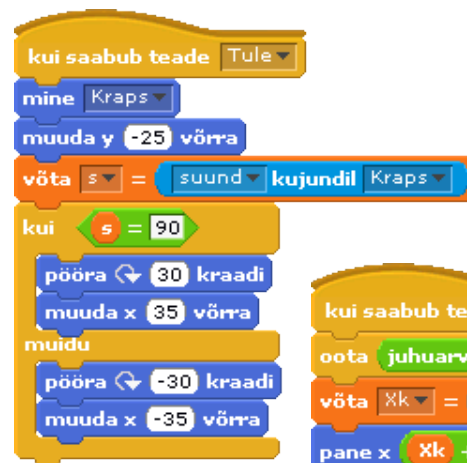 kui saabub teade Tule
mine Kraps
muuda y -25 võrra
võta s = suund kujundil Kraps
kui s = 90
pööra 30 kraadi
muuda x 35 võrra
muidu
pööra -30 kraadi
muuda x -35 võrra
kui saabub te
oota juhuarv
võta Xk =
pane x Xk +